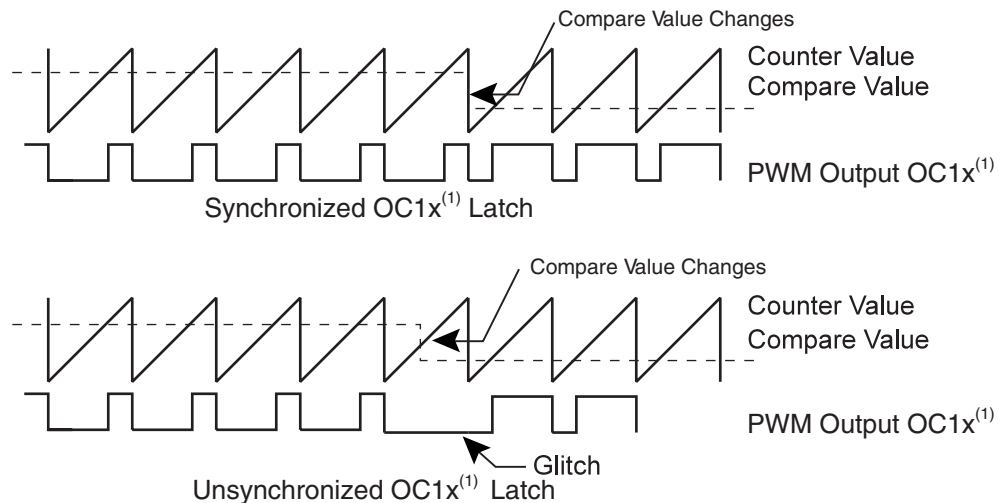 Compare Value Changes
Counter Value
Compare Value
PWM Output OC1x(1)
Synchronized OC1x(1) Latch
Compare Value Changes
Counter Value
Compare Value
PWM Output OC1x(1)
Glitch
Unsynchronized OC1x(1) Latch